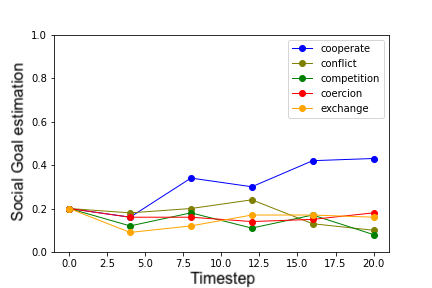 1.0
0.8
0.6
0.4
0.2
0.0
Social Goal estimation
cooperate
conflict
competition
coercion
exchange
0.0 2.5 5.0 7.5 10.0 12.5 15.0 17.5 20.0
Timestep